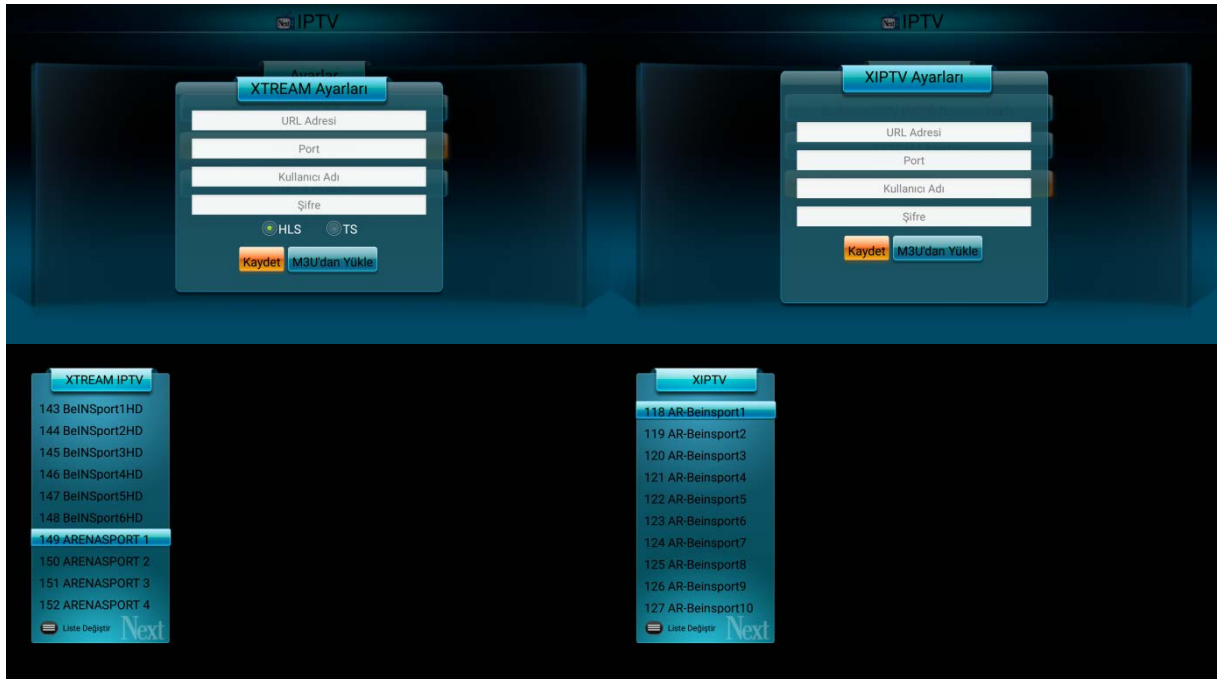 Next IPTV
Ayarlar
XTREAM Ayarları
URL Adresi
Port
Kullanıcı Adı
Şifre
HLS TS
Kaydet M3U'dan Yükle
Next IPTV
XIPTV Ayarları
URL Adresi
Port
Kullanıcı Adı
Şifre
Kaydet M3U'dan Yükle
XTREAM IPTV
143 BeINSport1HD
144 BeINSport2HD
145 BeINSport3HD
146 BeINSport4HD
147 BeINSport5HD
148 BeINSport6HD
149 ARENASPORT 1
150 ARENASPORT 2
151 ARENASPORT 3
152 ARENASPORT 4
Liste Değiştir Next
XIPTV
118 AR-Beinsport1
119 AR-Beinsport2
120 AR-Beinsport3
121 AR-Beinsport4
122 AR-Beinsport5
123 AR-Beinsport6
124 AR-Beinsport7
125 AR-Beinsport8
126 AR-Beinsport9
127 AR-Beinsport10
Liste Değiştir Next